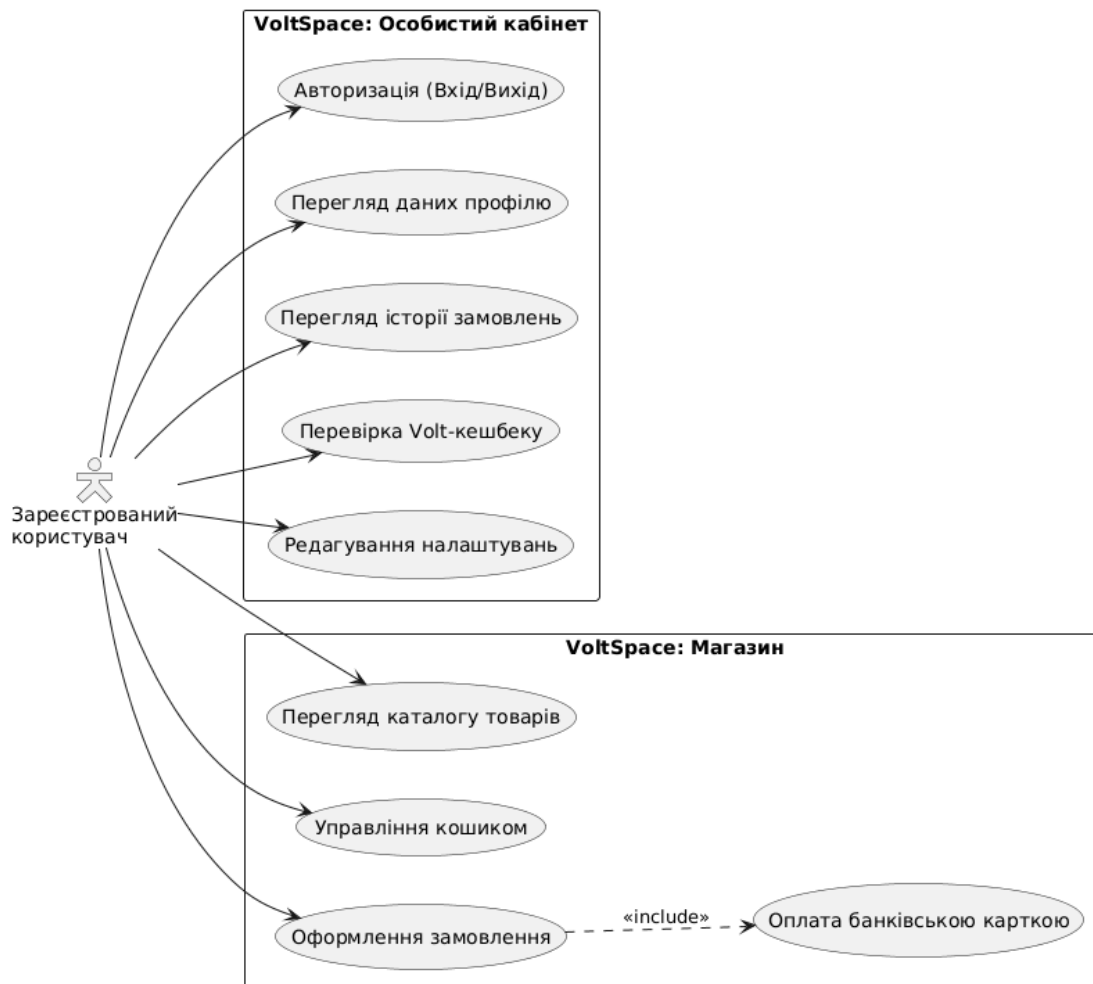 VoltSpace: Особистий кабінет
Авторизація (Вхід/Вихід)
Перегляд даних профілю
Перегляд історії замовлень
Перевірка Volt-кешбеку
Зареєстрований
користувач
Редагування налаштувань
VoltSpace: Магазин
Перегляд каталогу товарів
Управління кошиком
Оформлення замовлення
«include»
Оплата банківською карткою